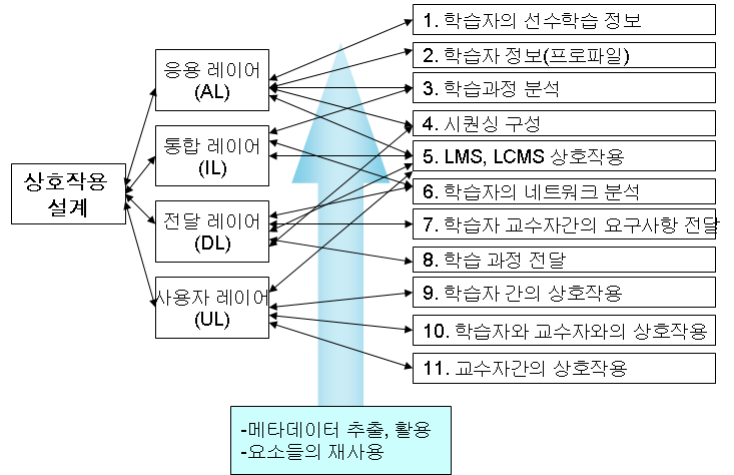 상호작용
설계
응용 레이어
(AL)
통합 레이어
(IL)
전달 레이어
(DL)
사용자 레이어
(UL)
1. 학습자의 선수학습 정보
2. 학습자 정보(프로파일)
3. 학습과정 분석
4. 시퀀싱 구성
5. LMS, LCMS 상호작용
6. 학습자의 네트워크 분석
7. 학습자 교수자간의 요구사항 전달
8. 학습 과정 전달
9. 학습자 간의 상호작용
10. 학습자와 교수자와의 상호작용
11. 교수자간의 상호작용
-메타데이터 추출, 활용
-요소들의 재사용